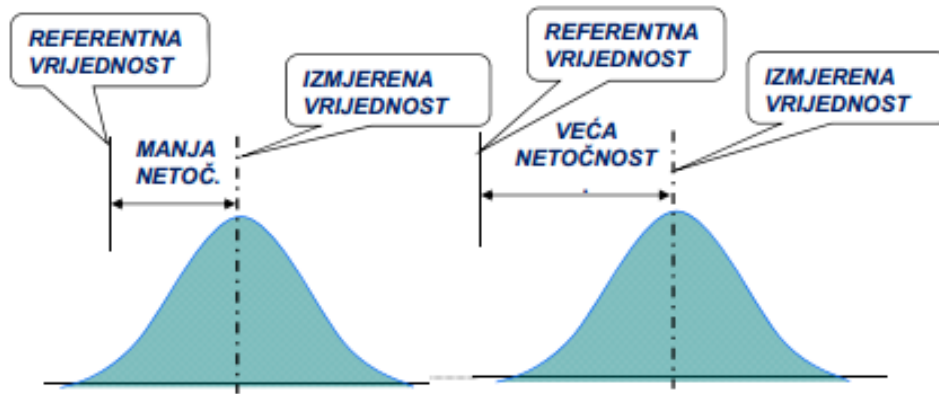 REFERENTNA
VRIJEDNOST
IZMJERENA
VRIJEDNOST
MANJA
NETOČ.
REFERENTNA
VRIJEDNOST
IZMJERENA
VRIJEDNOST
VEĆA
NETOČNOST